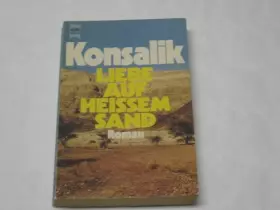 Konsalik
LIEBE
AUF
HEISSEM
SAND
Roman